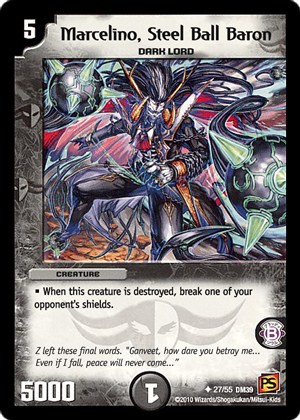 5
Marcelino, Steel Ball Baron
DARK LORD
CREATURE
▪ When this creature is destroyed, break one of your
opponent's shields.
Z left these final words. "Ganveet, how dare you betray me...
Even if I fall, peace will never come..."
5000
1
♦ 27/55 DM39
©2010 Wizards/Shogakukan/Mitsui-Kids
PS